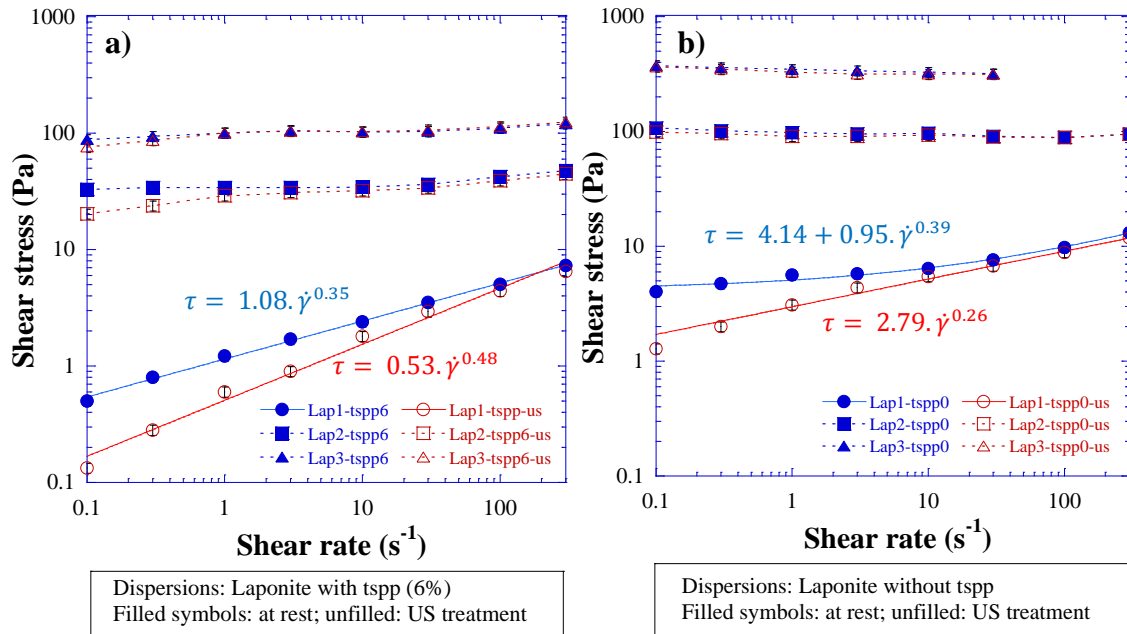 a)
1000
100
10
1
0.1
Shear stress (Pa)
τ = 1.08.γ̇^0.35
τ = 0.53.γ̇^0.48
Lap1-tspp6 Lap1-tspp-us
Lap2-tspp6 Lap2-tspp6-us
Lap3-tspp6 Lap3-tspp6-us
0.1 1 10 100
Shear rate (s^-1)
Dispersions: Laponite with tspp (6%)
Filled symbols: at rest; unfilled: US treatment
b)
1000
100
10
1
0.1
Shear stress (Pa)
τ = 4.14 + 0.95.γ̇^0.39
τ = 2.79.γ̇^0.26
Lap1-tspp0 Lap1-tspp0-us
Lap2-tspp0 Lap2-tspp0-us
Lap3-tspp0 Lap3-tspp0-us
0.1 1 10 100
Shear rate (s^-1)
Dispersions: Laponite without tspp
Filled symbols: at rest; unfilled: US treatment